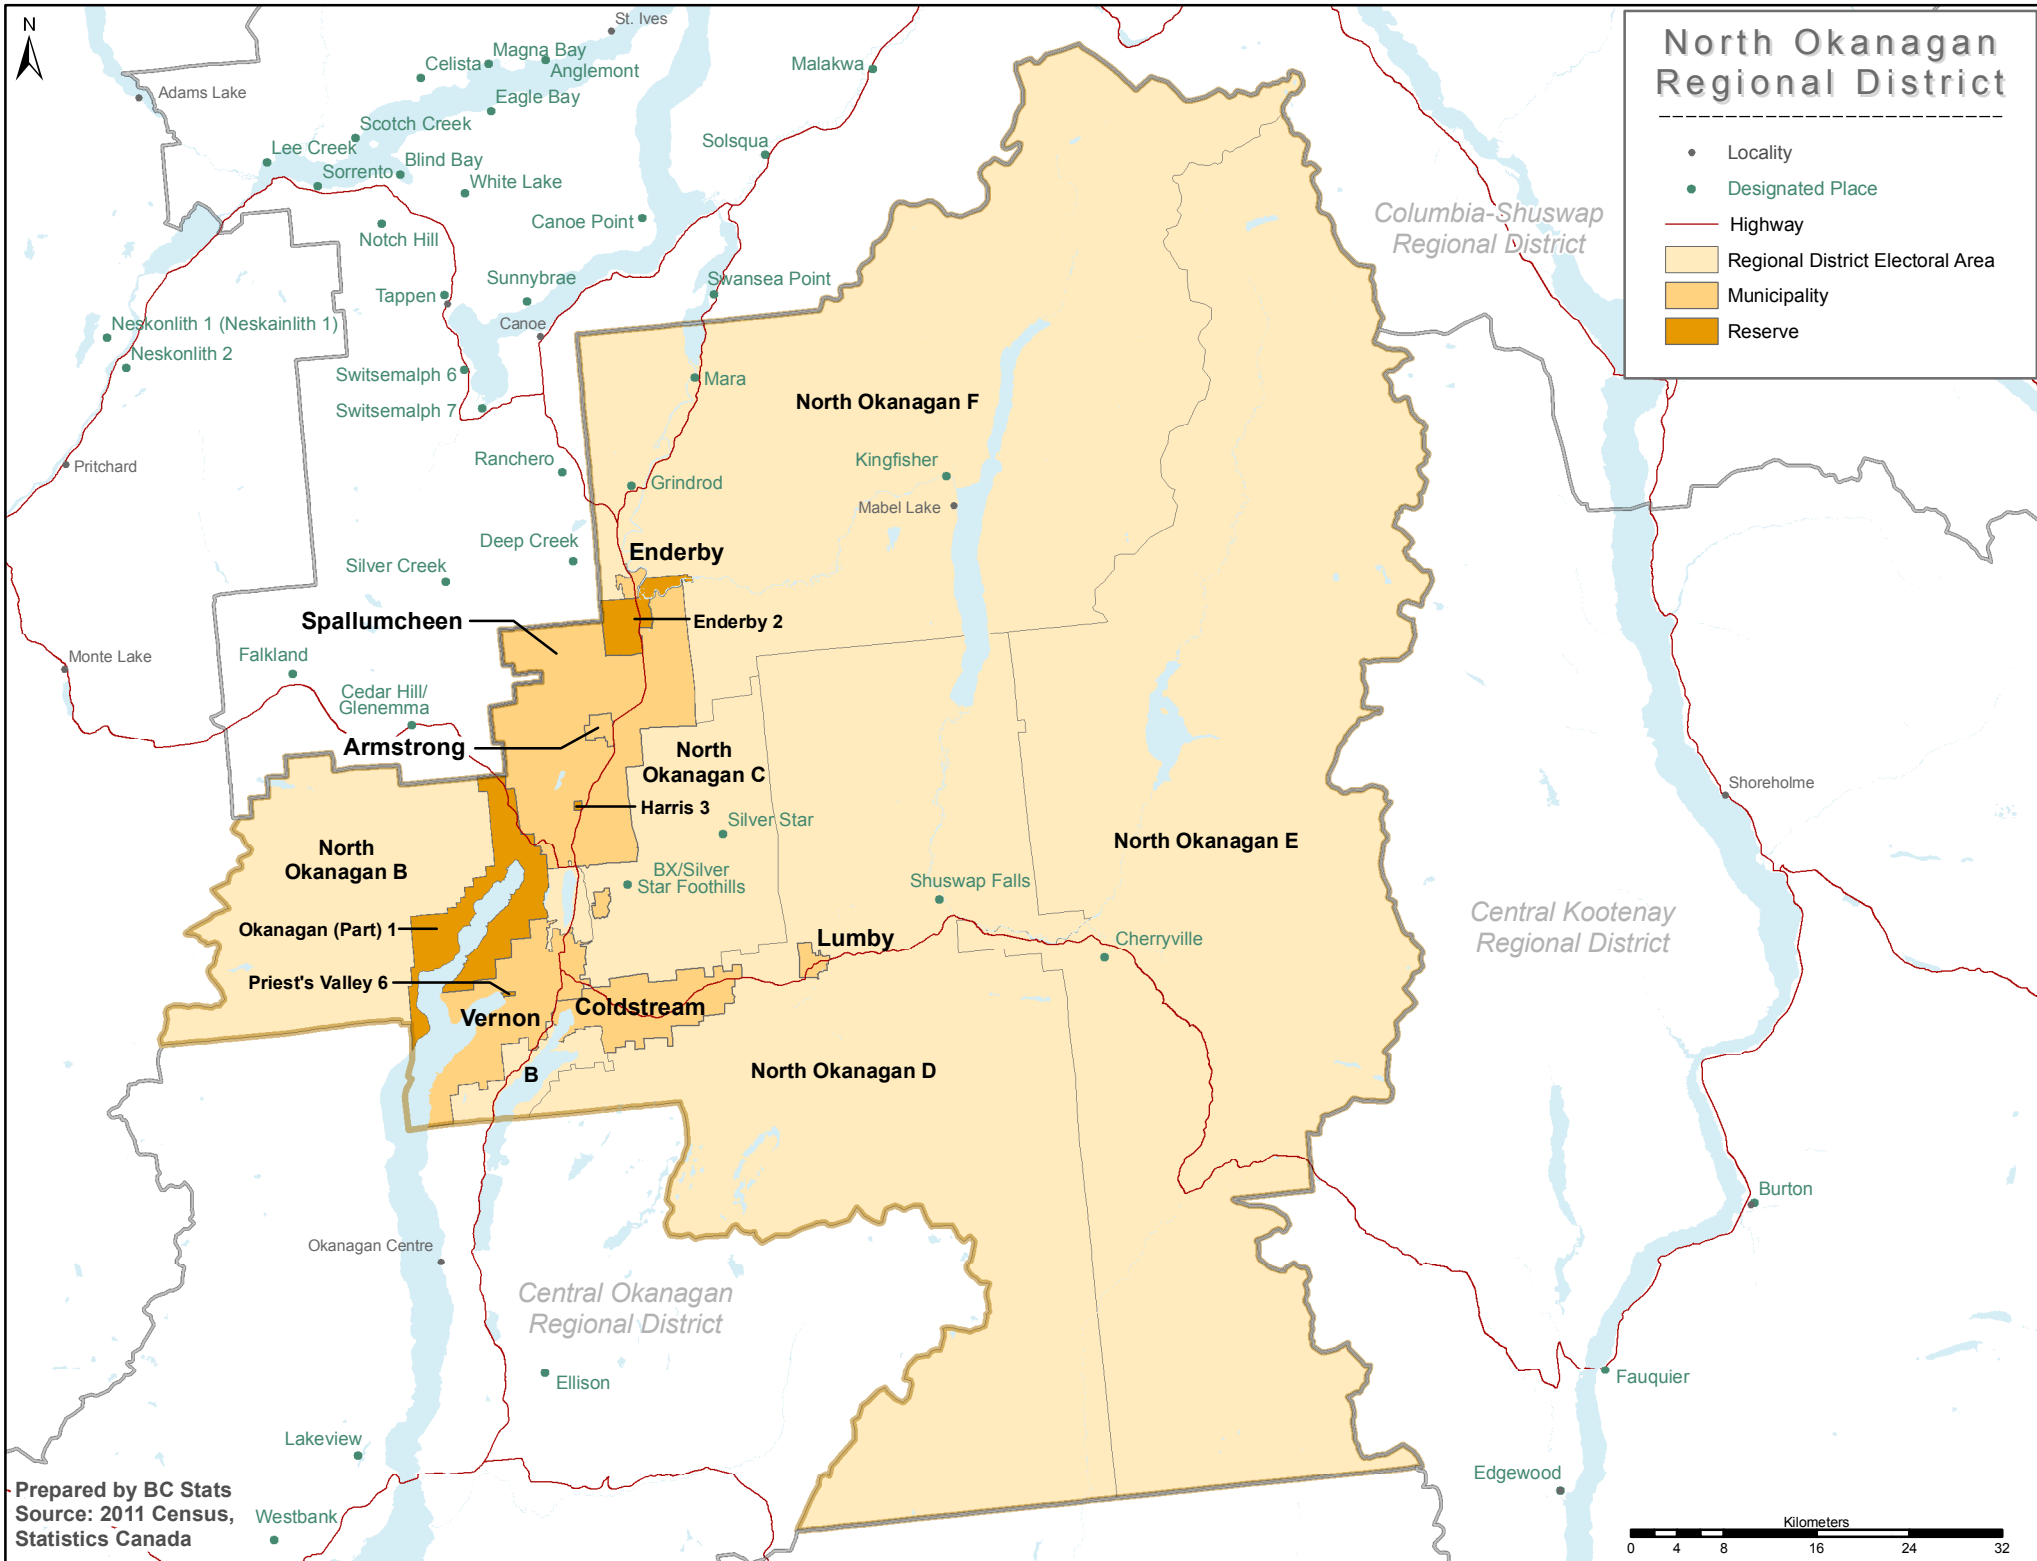 North Okanagan
Regional District
Locality
Designated Place
Highway
Regional District Electoral Area
Municipality
Reserve
N
St. Ives
Magna Bay
Celista
Anglemont
Malakwa
Adams Lake
Eagle Bay
Scotch Creek
Solsqua
Lee Creek
Blind Bay
Sorrento
White Lake
Canoe Point
Notch Hill
Columbia-Shuswap
Regional District
Sunnybrae
Swansea Point
Tappen
Canoe
Neskonlith 1 (Neskainlith 1)
Neskonlith 2
Switsemalph 6
Mara
Switsemalph 7
North Okanagan F
Ranchero
Kingfisher
Pritchard
Grindrod
Mabel Lake
Deep Creek
Enderby
Silver Creek
Spallumcheen
Enderby 2
Monte Lake
Falkland
Cedar Hill/
Glenemma
Armstrong
North
Okanagan C
Shoreholme
Harris 3
Silver Star
North
Okanagan B
North Okanagan E
BX/Silver
Star Foothills
Shuswap Falls
Central Kootenay
Regional District
Okanagan (Part) 1
Lumby
Cherryville
Priest's Valley 6
Vernon
Coldstream
B
North Okanagan D
Burton
Okanagan Centre
Central Okanagan
Regional District
Ellison
Fauquier
Lakeview
Edgewood
Prepared by BC Stats
Source: 2011 Census,
Statistics Canada
Westbank
Kilometers
0 4 8 16 24 32